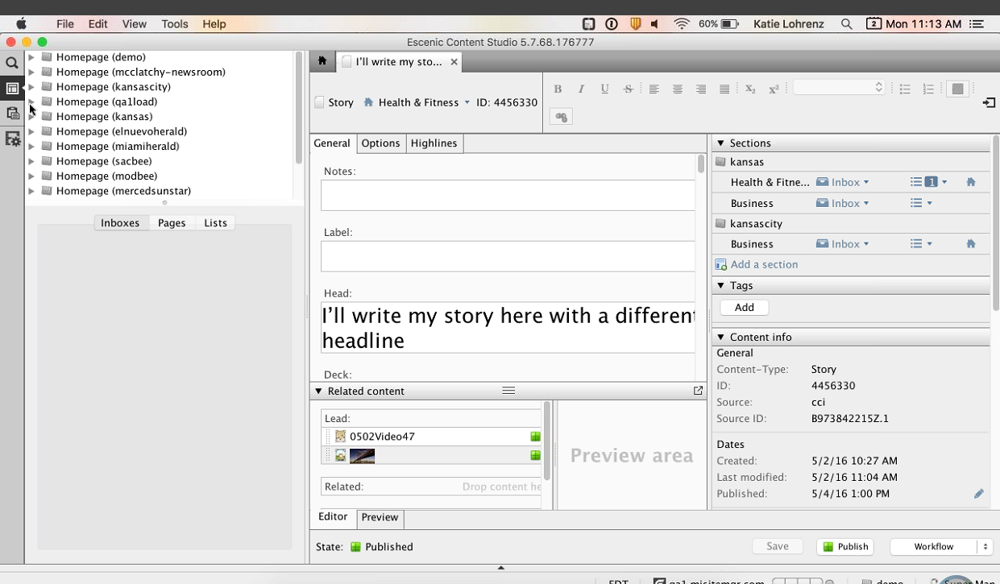 File Edit View Tools Help 60% Katie Lohrenz 2 Mon 11:13 AM
Escenic Content Studio 5.7.68.176777
Homepage (demo)
Homepage (mcclatchy-newsroom)
Homepage (kansascity)
Homepage (qa1load)
Homepage (kansas)
Homepage (elnuevoherald)
Homepage (miamiherald)
Homepage (sacbee)
Homepage (modbee)
Homepage (mercedsunstar)
Inboxes Pages Lists
I'll write my sto...
Story Health & Fitness ID: 4456330
B I U S X₂ x²
General Options Highlines
Notes:
Label:
Head:
I'll write my story here with a different
headline
Deck:
Related content
Lead:
0502Video47
Related: Drop content he
Preview area
Editor Preview
Sections
kansas
Health & Fitne... Inbox 1
Business Inbox
kansascity
Business Inbox
Add a section
Tags
Add
Content info
General
Content-Type: Story
ID: 4456330
Source: cci
Source ID: B973842215Z.1
Dates
Created: 5/2/16 10:27 AM
Last modified: 5/2/16 11:04 AM
Published: 5/4/16 1:00 PM
State: Published Save Publish Workflow
EDT demo